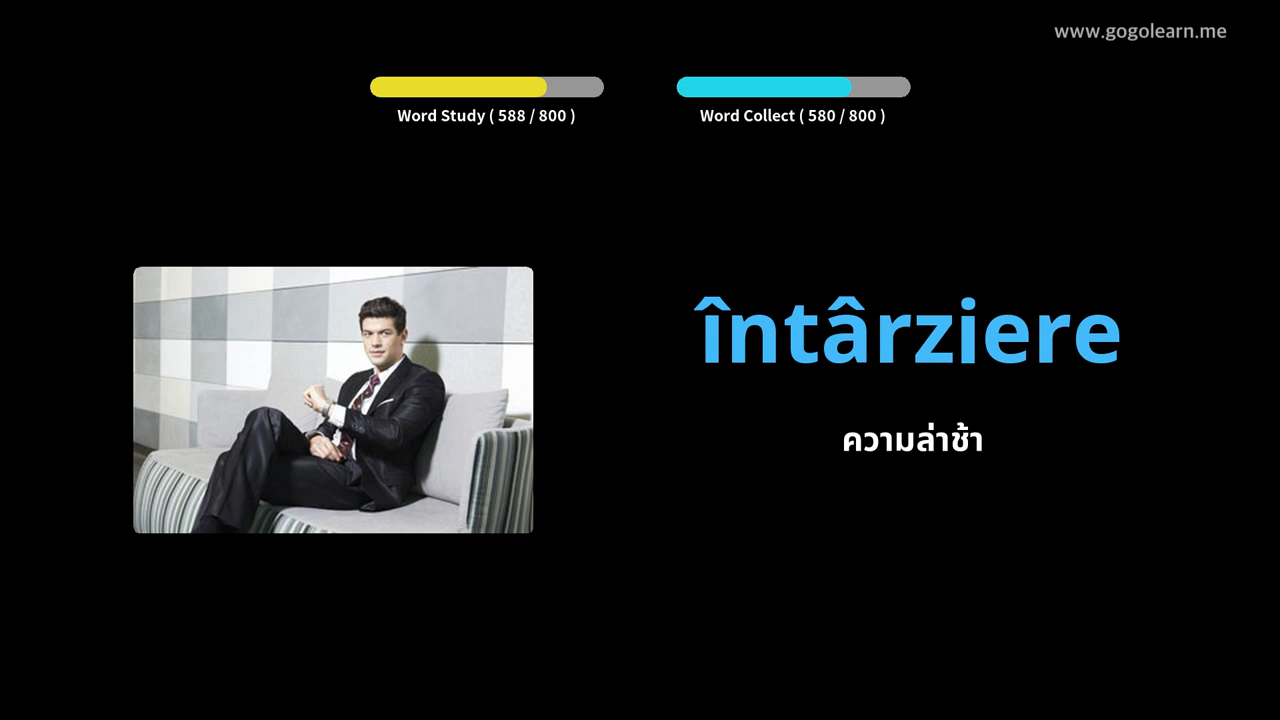 www.gogolearn.me
Word Study ( 588 / 800 )
Word Collect ( 580 / 800 )
întârziere
ความล่าช้า